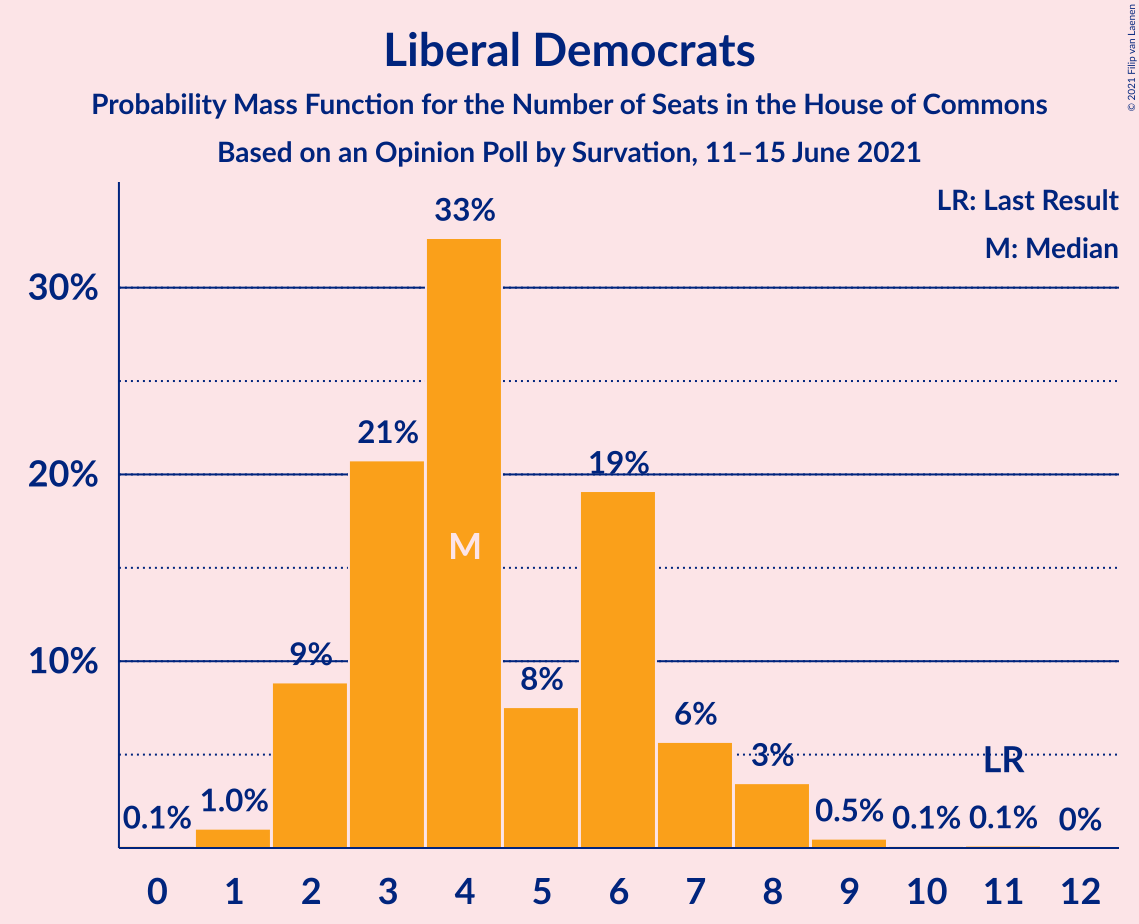 © 2021 Filip van Laenen
Liberal Democrats
Probability Mass Function for the Number of Seats in the House of Commons
Based on an Opinion Poll by Survation, 11–15 June 2021
LR: Last Result
M: Median
33%
30%
21%
20%
19%
M
10%
9%
8%
6%
3%
LR
1.0%
0.1%
0.5%
0.1%
0.1%
0%
0 1 2 3 4 5 6 7 8 9 10 11 12